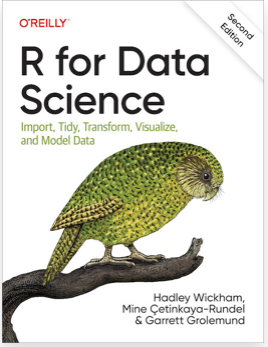 O'REILLY®
Second
Edition
R for Data
Science
Import, Tidy, Transform, Visualize,
and Model Data
Hadley Wickham,
Mine Çetinkaya-Rundel
& Garrett Grolemund